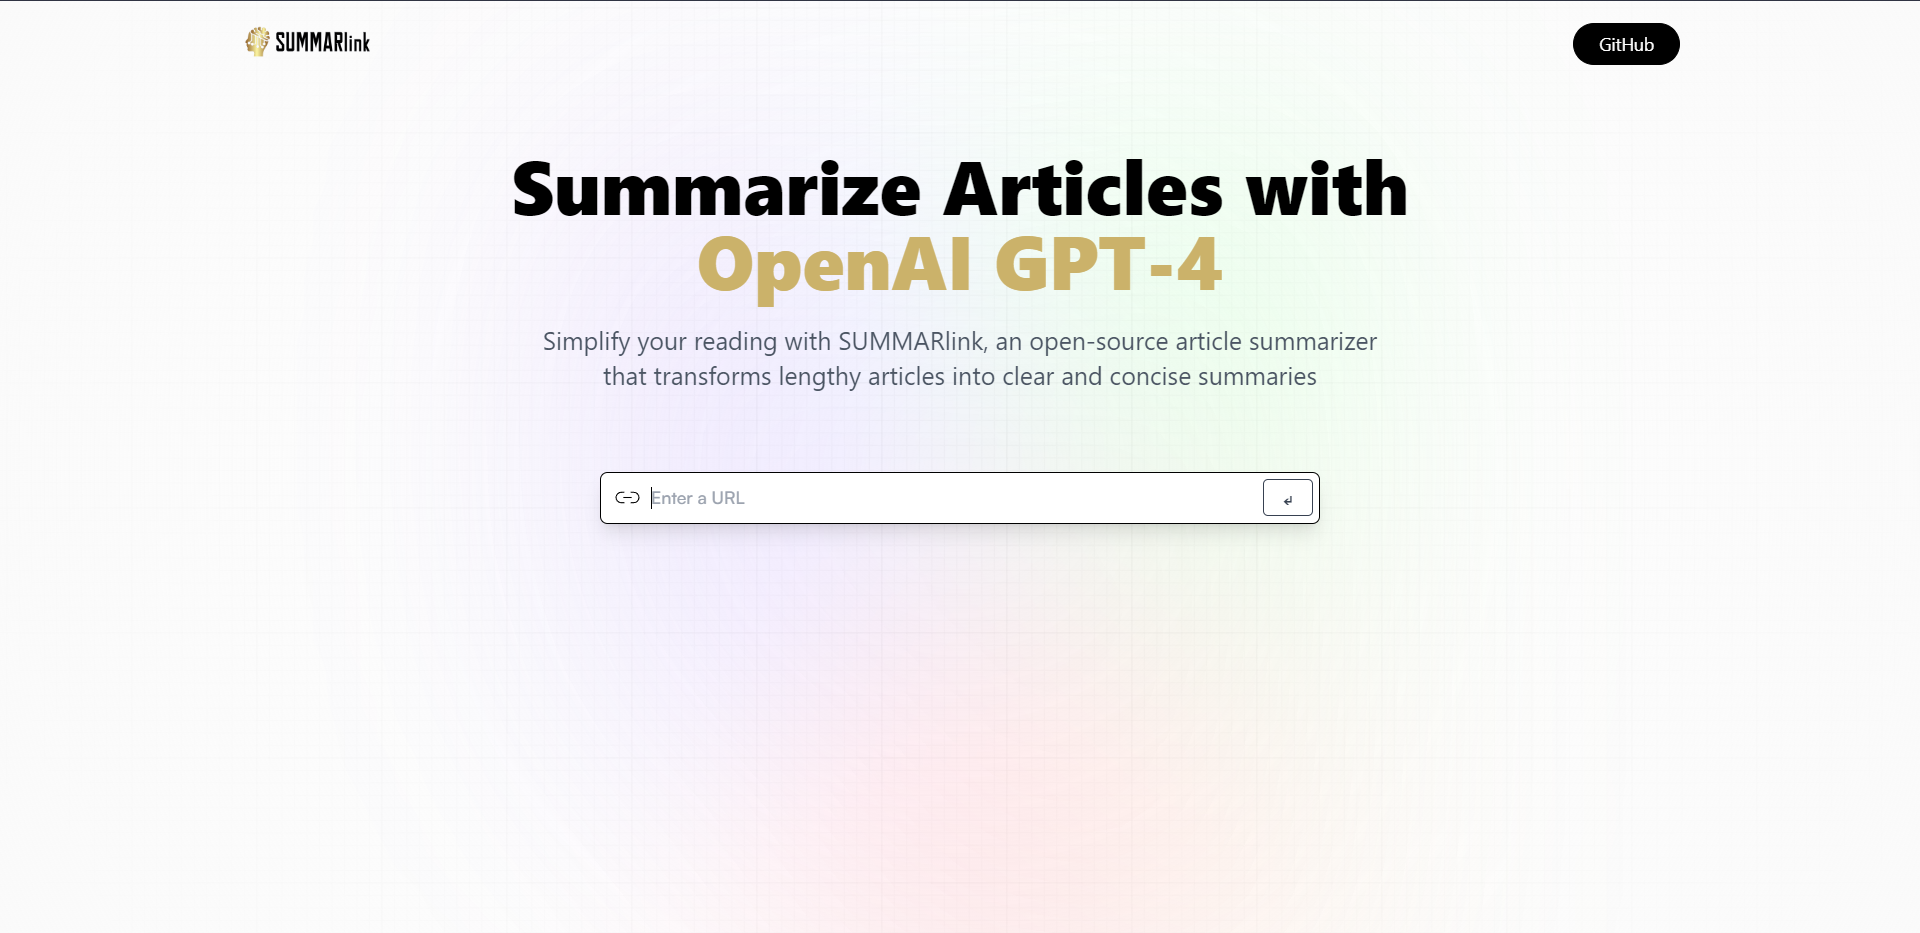 SUMMARlink
GitHub
Summarize Articles with
OpenAI GPT-4
Simplify your reading with SUMMARlink, an open-source article summarizer
that transforms lengthy articles into clear and concise summaries
Enter a URL
↵